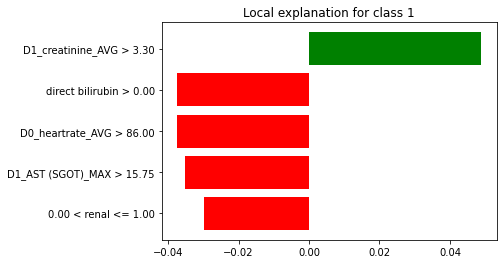 Local explanation for class 1
D1_creatinine_AVG > 3.30
direct bilirubin > 0.00
D0_heartrate_AVG > 86.00
D1_AST (SGOT)_MAX > 15.75
0.00 < renal <= 1.00
−0.04 −0.02 0.00 0.02 0.04